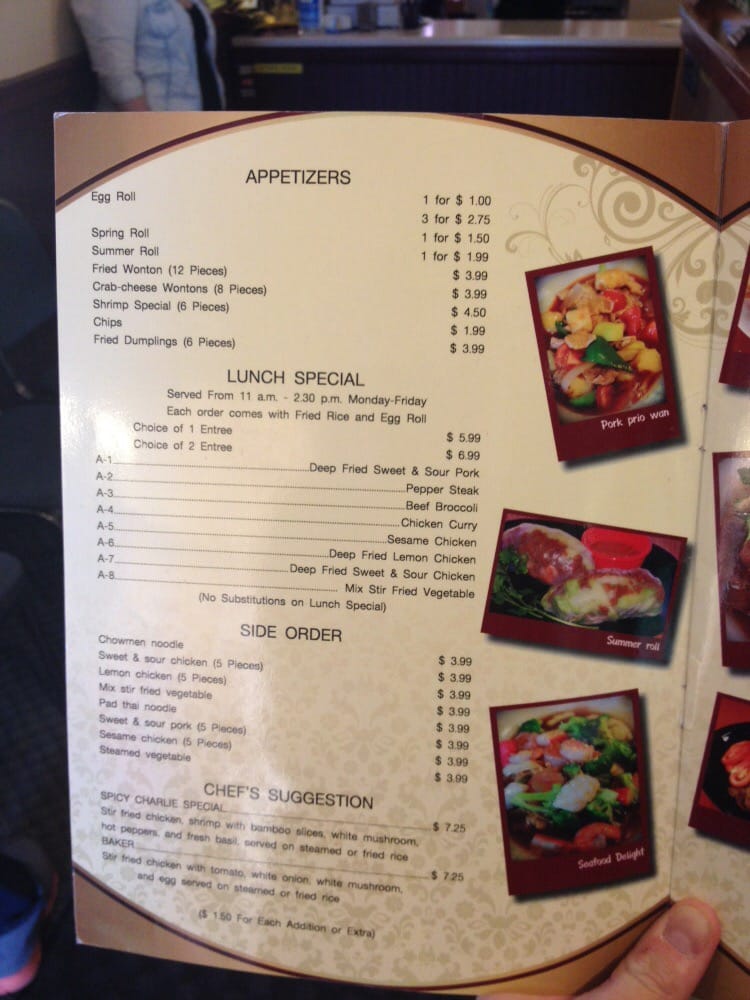 APPETIZERS
Egg Roll 1 for $ 1.00
3 for $ 2.75
Spring Roll 1 for $ 1.50
Summer Roll 1 for $ 1.99
Fried Wonton (12 Pieces) $ 3.99
Crab-cheese Wontons (8 Pieces) $ 3.99
Shrimp Special (6 Pieces) $ 4.50
Chips $ 1.99
Fried Dumplings (6 Pieces) $ 3.99
LUNCH SPECIAL
Served From 11 a.m. - 2.30 p.m. Monday-Friday
Each order comes with Fried Rice and Egg Roll
Choice of 1 Entree $ 5.99
Choice of 2 Entree $ 6.99
A-1 Deep Fried Sweet & Sour Pork
A-2 Pepper Steak
A-3 Beef Broccoli
A-4 Chicken Curry
A-5 Sesame Chicken
A-6 Deep Fried Lemon Chicken
A-7 Deep Fried Sweet & Sour Chicken
A-8 Mix Stir Fried Vegetable
(No Substitutions on Lunch Special)
SIDE ORDER
Chowmen noodle $ 3.99
Sweet & sour chicken (5 Pieces) $ 3.99
Lemon chicken (5 Pieces) $ 3.99
Mix stir fried vegetable $ 3.99
Pad thai noodle $ 3.99
Sweet & sour pork (5 Pieces) $ 3.99
Sesame chicken (5 Pieces) $ 3.99
Steamed vegetable $ 3.99
CHEF'S SUGGESTION
SPICY CHARLIE SPECIAL $ 7.25
Stir fried chicken, shrimp with bamboo slices, white mushroom,
hot peppers, and fresh basil, served on steamed or fried rice
BAKER $ 7.25
Stir fried chicken with tomato, white onion, white mushroom,
and egg served on steamed or fried rice
($ 1.50 For Each Addition or Extra)
Pork prio wan
Summer roll
Seafood Delight